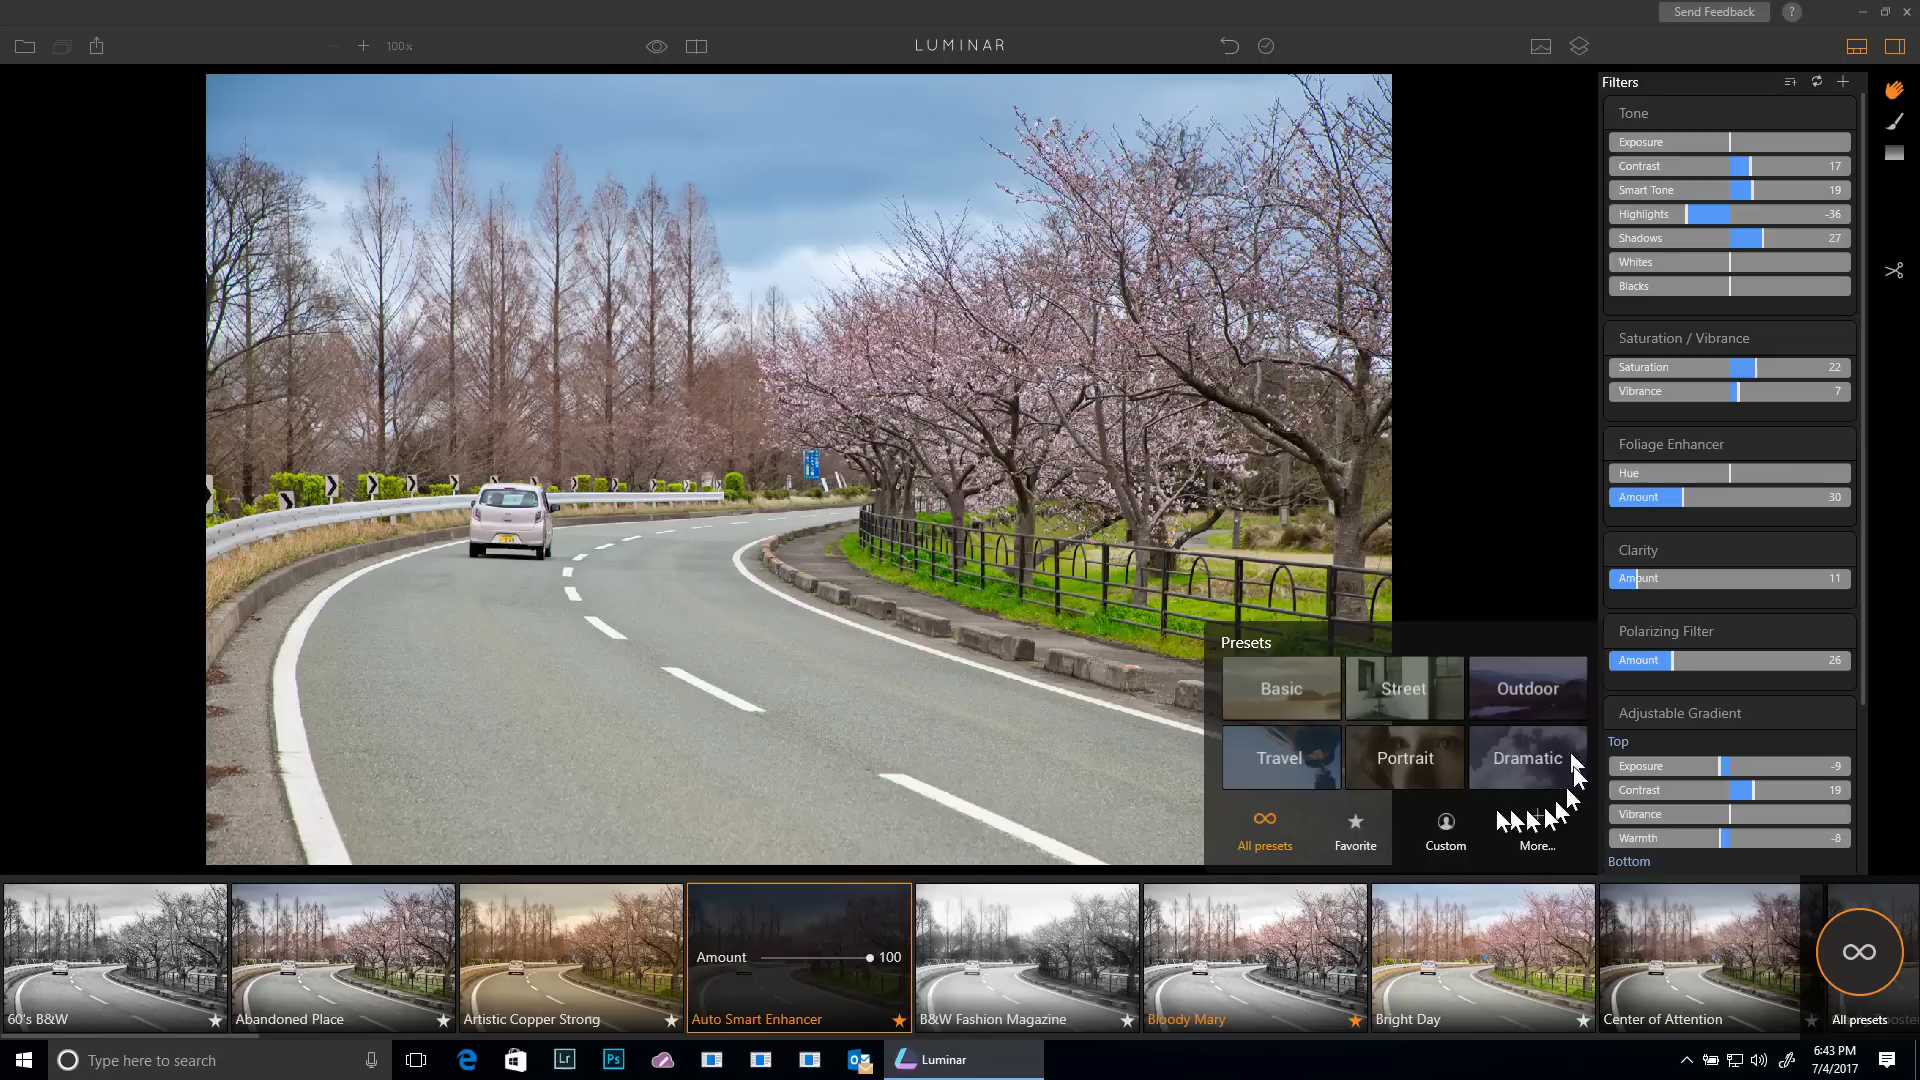 Send Feedback
?
100%
LUMINAR
Filters
Tone
Exposure
Contrast 17
Smart Tone 19
Highlights -36
Shadows 27
Whites
Blacks
Saturation / Vibrance
Saturation 22
Vibrance 7
Foliage Enhancer
Hue
Amount 30
Clarity
Amount 11
Polarizing Filter
Amount 26
Adjustable Gradient
Top
Exposure -9
Contrast 19
Vibrance
Warmth -8
Bottom
Presets
Basic
Street
Outdoor
Travel
Portrait
Dramatic
All presets
Favorite
Custom
More...
60's B&W
Abandoned Place
Artistic Copper Strong
Amount 100
Auto Smart Enhancer
B&W Fashion Magazine
Bloody Mary
Bright Day
Center of Attention
All presets
Type here to search
Lr
Ps
Luminar
6:43 PM
7/4/2017